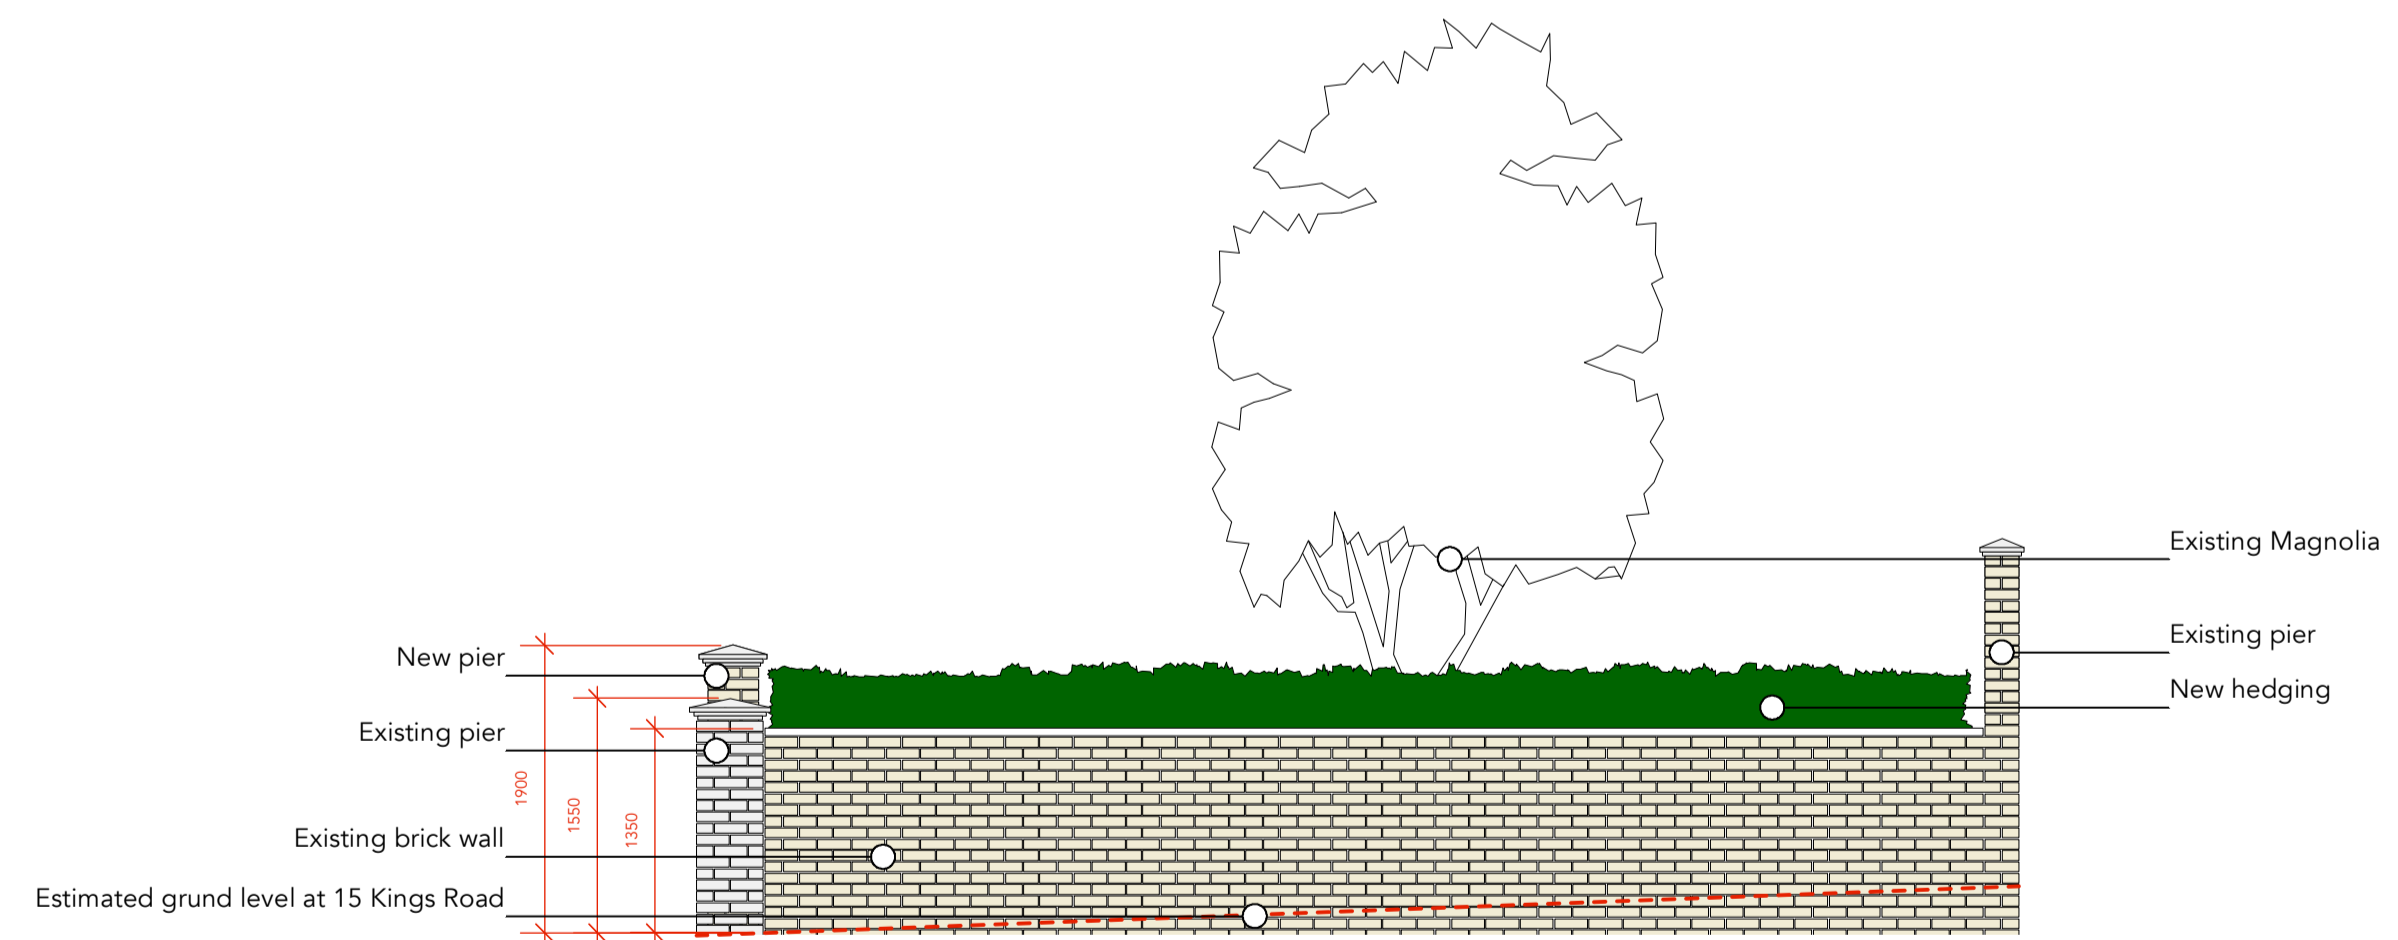 Existing Magnolia
New pier
Existing pier
New hedging
Existing pier
1900
1550
1350
Existing brick wall
Estimated grund level at 15 Kings Road